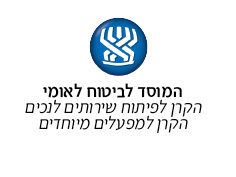 המוסד לביטוח לאומי
הקרן לפיתוח שירותים לנכים
הקרן למפעלים מיוחדים